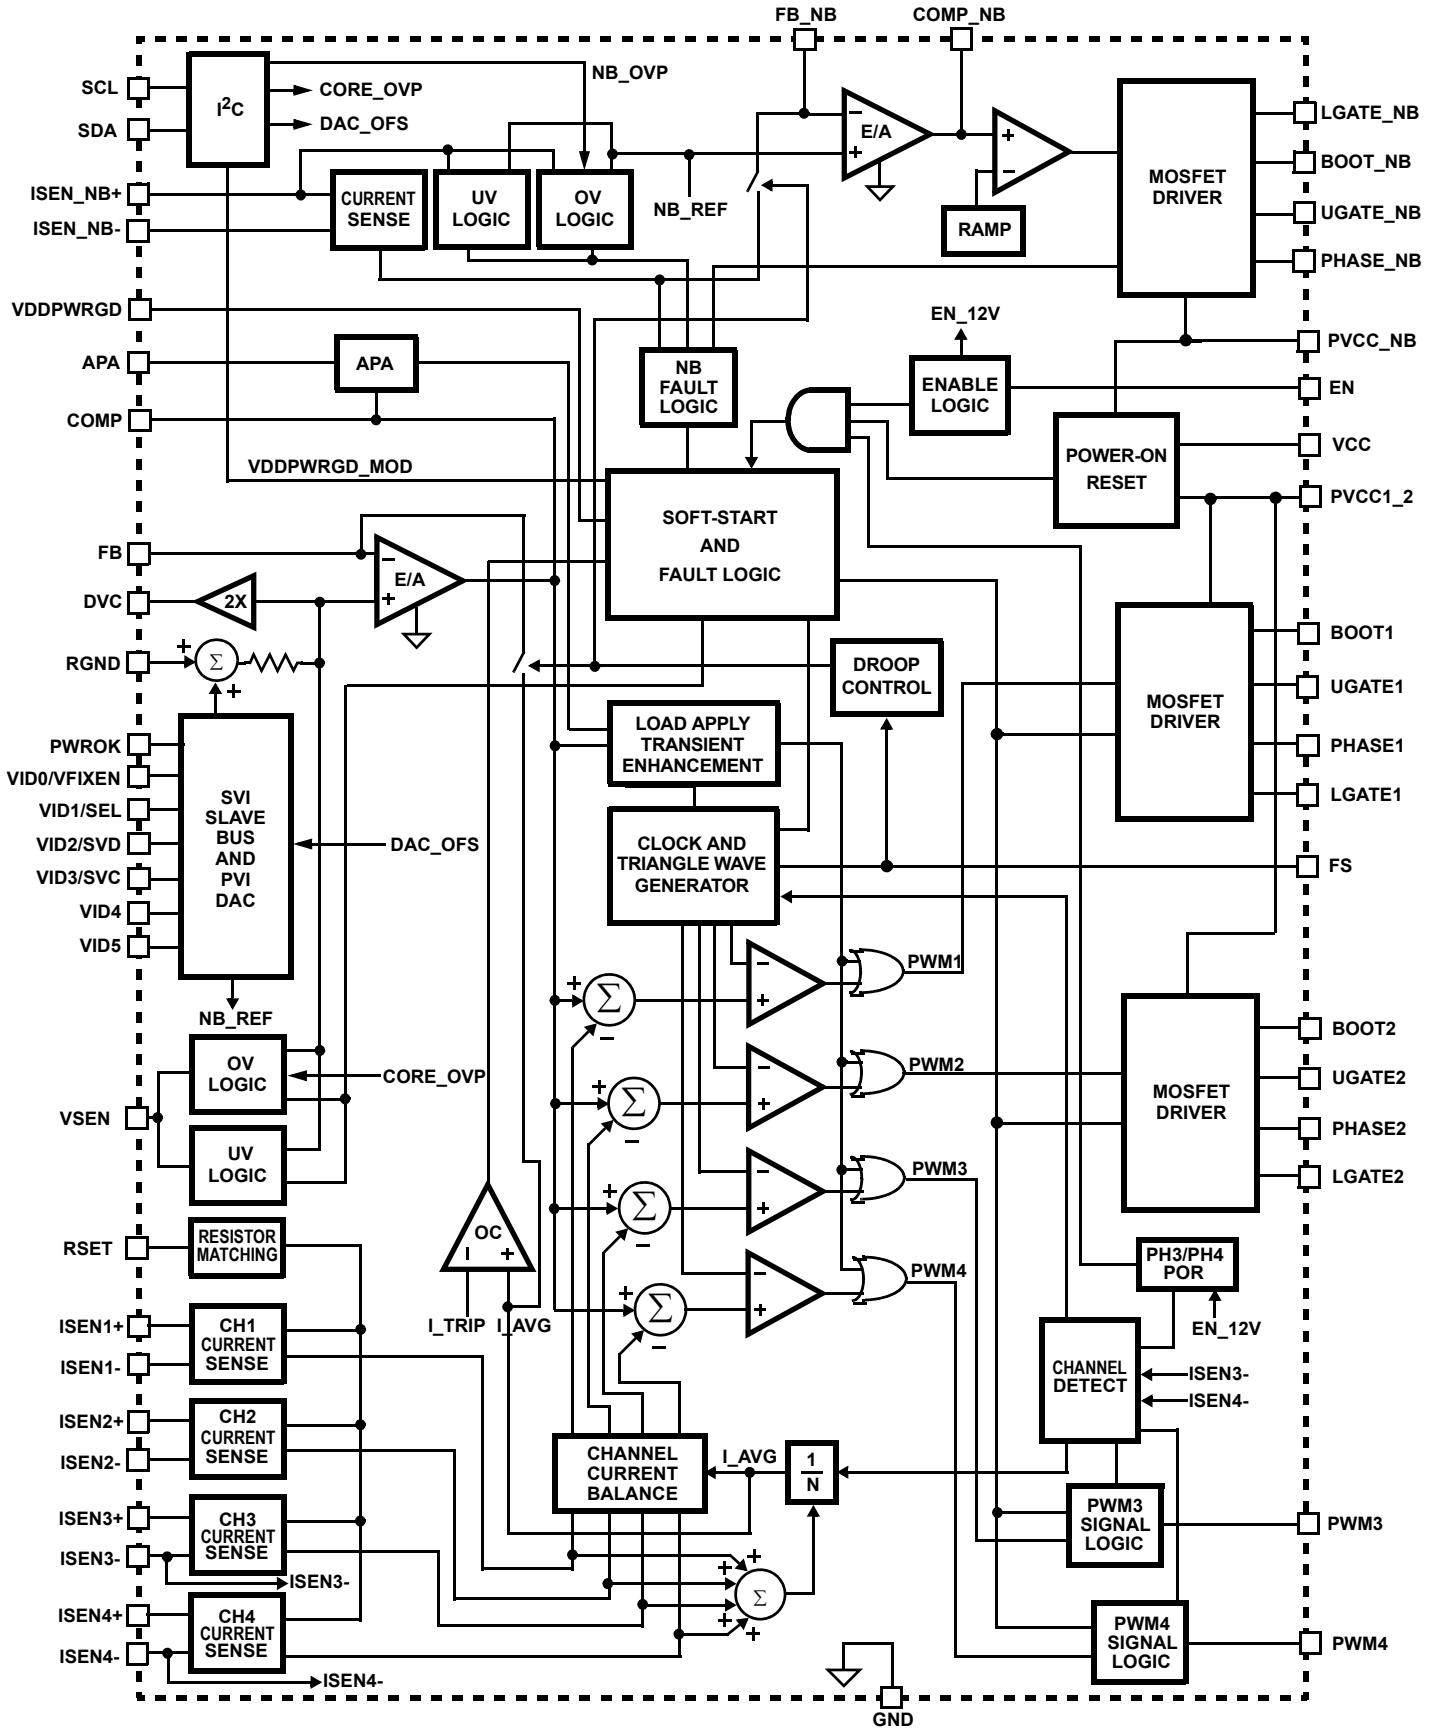 FB_NB
COMP_NB
SCL
SDA
I2C
CORE_OVP
DAC_OFS
NB_OVP
−
E/A
+
+
−
RAMP
MOSFET
DRIVER
LGATE_NB
BOOT_NB
UGATE_NB
PHASE_NB
ISEN_NB+
ISEN_NB-
CURRENT
SENSE
UV
LOGIC
OV
LOGIC
NB_REF
VDDPWRGD
APA
APA
COMP
NB
FAULT
LOGIC
EN_12V
ENABLE
LOGIC
PVCC_NB
EN
POWER-ON
RESET
VCC
PVCC1_2
VDDPWRGD_MOD
SOFT-START
AND
FAULT LOGIC
FB
−
E/A
+
DVC
2X
RGND
+
Σ
+
DROOP
CONTROL
MOSFET
DRIVER
BOOT1
UGATE1
PHASE1
LGATE1
LOAD APPLY
TRANSIENT
ENHANCEMENT
PWROK
VID0/VFIXEN
VID1/SEL
VID2/SVD
VID3/SVC
VID4
VID5
SVI
SLAVE
BUS
AND
PVI
DAC
DAC_OFS
NB_REF
CLOCK AND
TRIANGLE WAVE
GENERATOR
FS
+
Σ
−
−
+
PWM1
+
Σ
−
−
+
PWM2
+
Σ
−
−
+
PWM3
+
Σ
−
−
+
PWM4
MOSFET
DRIVER
BOOT2
UGATE2
PHASE2
LGATE2
OV
LOGIC
CORE_OVP
VSEN
UV
LOGIC
RSET
RESISTOR
MATCHING
OC
−
+
I_TRIP
I_AVG
PH3/PH4
POR
EN_12V
CHANNEL
DETECT
ISEN3-
ISEN4-
ISEN1+
ISEN1-
CH1
CURRENT
SENSE
ISEN2+
ISEN2-
CH2
CURRENT
SENSE
ISEN3+
ISEN3-
CH3
CURRENT
SENSE
ISEN3-
ISEN4+
ISEN4-
CH4
CURRENT
SENSE
ISEN4-
CHANNEL
CURRENT
BALANCE
I_AVG
1
N
+
+
Σ
+
+
PWM3
SIGNAL
LOGIC
PWM3
PWM4
SIGNAL
LOGIC
PWM4
GND